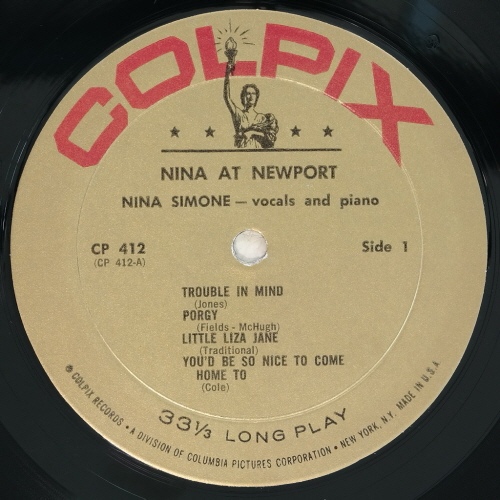 COLPIX
NINA AT NEWPORT
NINA SIMONE — vocals and piano
CP 412
(CP 412-A)
Side 1
TROUBLE IN MIND
(Jones)
PORGY
(Fields - McHugh)
LITTLE LIZA JANE
(Traditional)
YOU'D BE SO NICE TO COME
HOME TO
(Cole)
33⅓ LONG PLAY
® COLPIX RECORDS • A DIVISION OF COLUMBIA PICTURES CORPORATION • NEW YORK, N.Y. MADE IN U.S.A